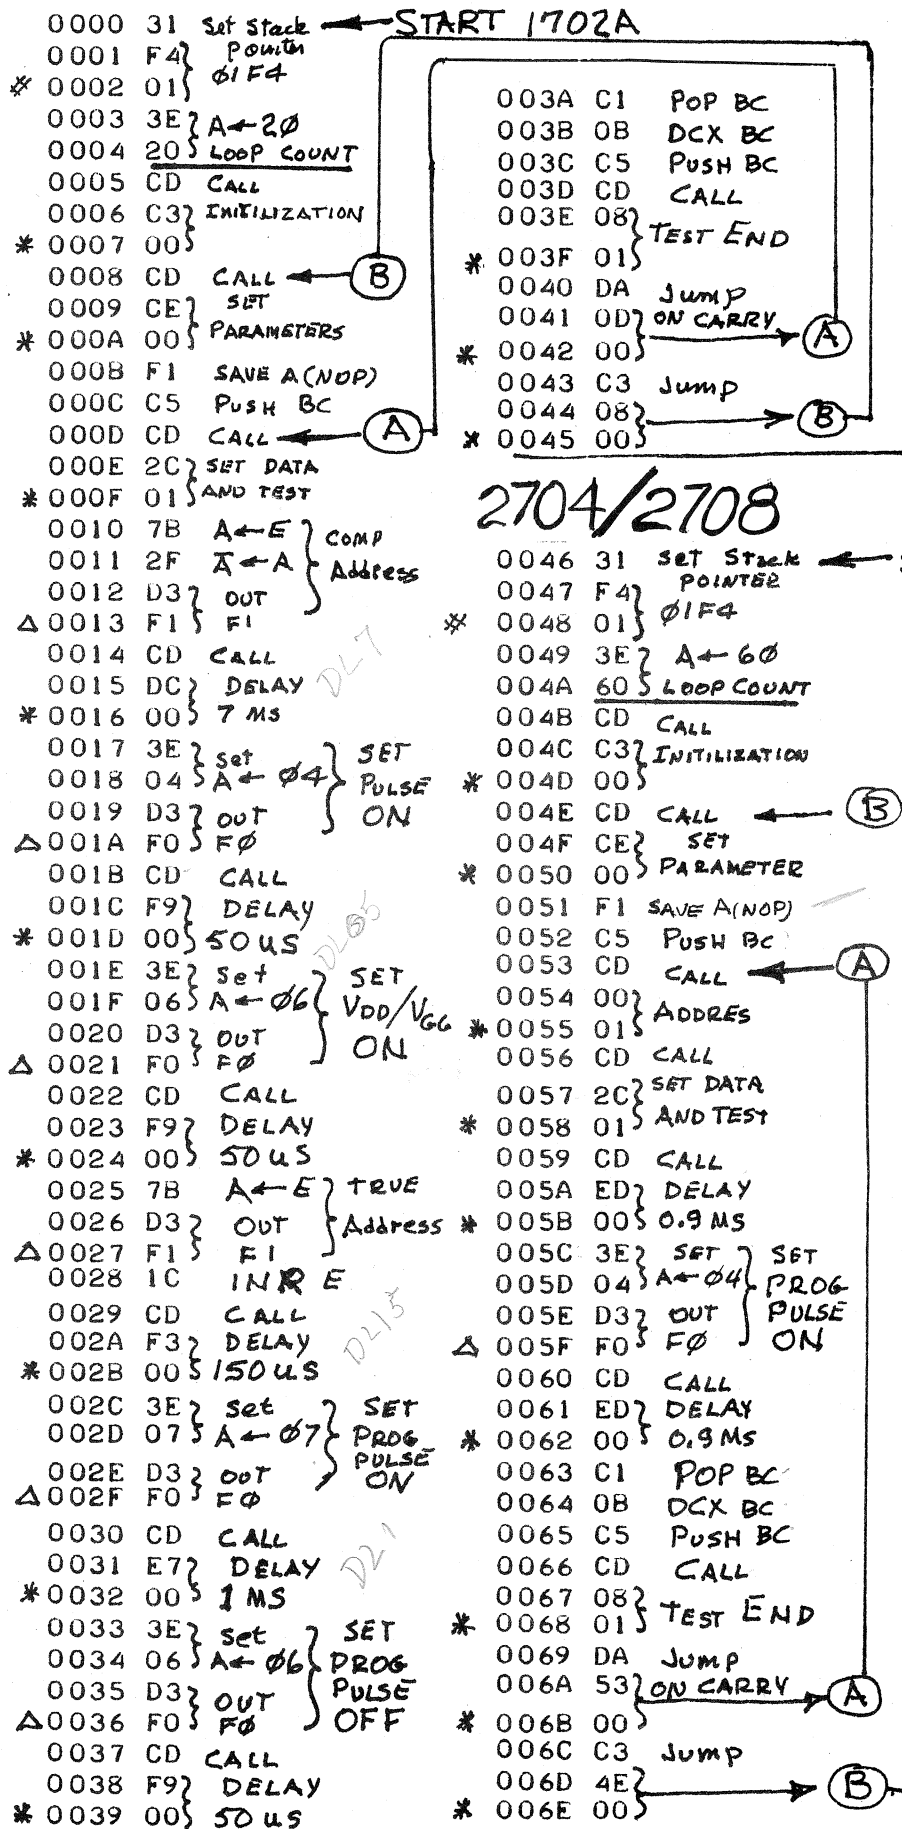 0000 31 Set Stack ← START 1702A
0001 F4 } Pointer
# 0002 01 } Ø1F4
0003 3E } A←2Ø
0004 20 } LOOP COUNT
0005 CD CALL
0006 C3 } INITILIZATION
* 0007 00 }
0008 CD CALL ← B
0009 CE } SET
* 000A 00 } PARAMETERS
000B F1 SAVE A(NOP)
000C C5 PUSH BC
000D CD CALL ← A
000E 2C } SET DATA
* 000F 01 } AND TEST
0010 7B A←E } COMP
0011 2F A̅←A } Address
0012 D3 } OUT
Δ 0013 F1 } F1
0014 CD CALL DL7
0015 DC } DELAY
* 0016 00 } 7 MS
0017 3E } Set } SET
0018 04 } A← Ø4 } PULSE
0019 D3 } OUT } ON
Δ 001A F0 } FØ
001B CD CALL
001C F9 } DELAY
* 001D 00 } 50 US
001E 3E } Set } SET
001F 06 } A← Ø6 } VDD/VGG
0020 D3 } OUT } ON
Δ 0021 F0 } FØ
0022 CD CALL
0023 F9 } DELAY
* 0024 00 } 50 US
0025 7B A←E } TRUE
0026 D3 } OUT } Address
Δ 0027 F1 } F1
0028 1C INR E
0029 CD CALL
002A F3 } DELAY DL15
* 002B 00 } 150 US
002C 3E } Set } SET
002D 07 } A← Ø7 } PROG
002E D3 } OUT } PULSE
Δ 002F F0 } FØ } ON
0030 CD CALL
0031 E7 } DELAY DL1
* 0032 00 } 1 MS
0033 3E } Set } SET
0034 06 } A← Ø6 } PROG
0035 D3 } OUT } PULSE
Δ 0036 F0 } FØ } OFF
0037 CD CALL
0038 F9 } DELAY
* 0039 00 } 50 US
003A C1 POP BC
003B 0B DCX BC
003C C5 PUSH BC
003D CD CALL
003E 08 } TEST END
* 003F 01 }
0040 DA Jump
0041 0D } ON CARRY → A
* 0042 00 }
0043 C3 Jump
0044 08 } → B
* 0045 00 }
2704/2708
0046 31 Set Stack ←
0047 F4 } POINTER
# 0048 01 } Ø1F4
0049 3E } A← 6Ø
004A 60 } LOOP COUNT
004B CD CALL
004C C3 } INITILIZATION
* 004D 00 }
004E CD CALL ← B
004F CE } SET
* 0050 00 } PARAMETER
0051 F1 SAVE A(NOP)
0052 C5 PUSH BC
0053 CD CALL ← A
0054 00 } ADDRES
* 0055 01 }
0056 CD CALL
0057 2C } SET DATA
* 0058 01 } AND TEST
0059 CD CALL
005A ED } DELAY
* 005B 00 } 0.9 MS
005C 3E } SET } SET
005D 04 } A← Ø4 } PROG
005E D3 } OUT } PULSE
Δ 005F F0 } FØ } ON
0060 CD CALL
0061 ED } DELAY
* 0062 00 } 0.9 MS
0063 C1 POP BC
0064 0B DCX BC
0065 C5 PUSH BC
0066 CD CALL
0067 08 } TEST END
* 0068 01 }
0069 DA Jump
006A 53 } ON CARRY → A
* 006B 00 }
006C C3 Jump
006D 4E } → B
* 006E 00 }